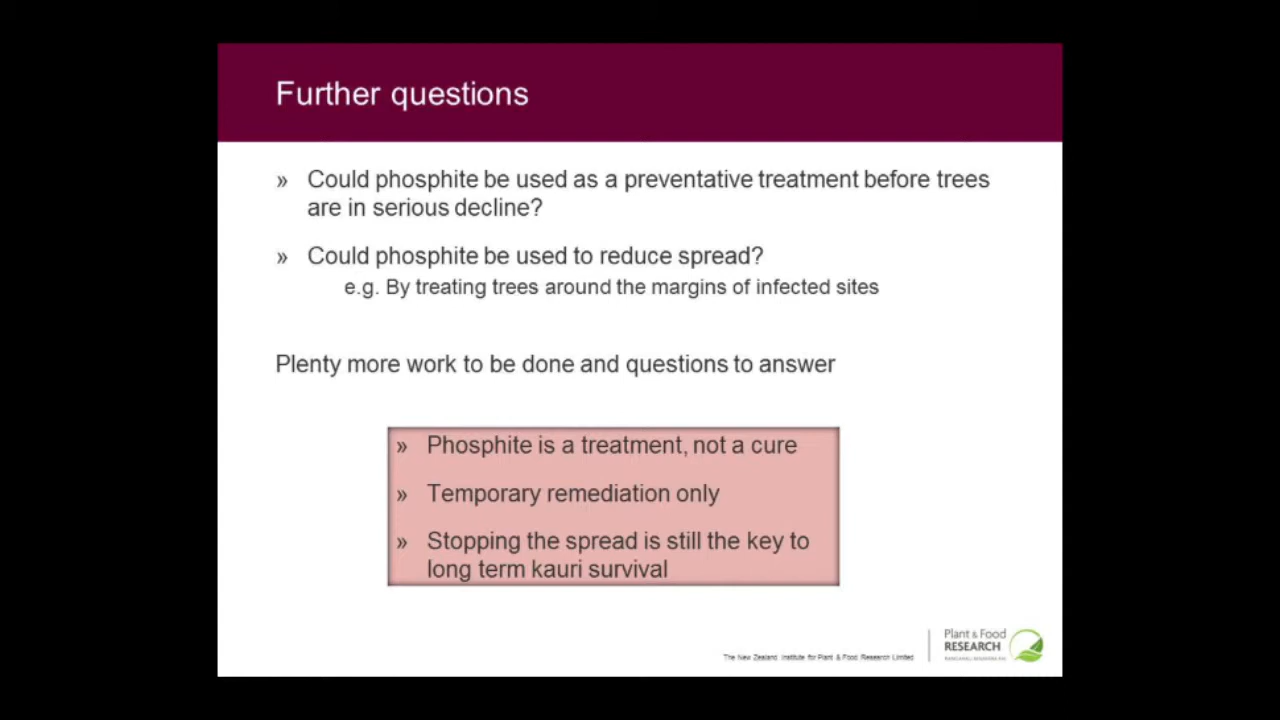 Further questions
» Could phosphite be used as a preventative treatment before trees
are in serious decline?
» Could phosphite be used to reduce spread?
e.g. By treating trees around the margins of infected sites
Plenty more work to be done and questions to answer
» Phosphite is a treatment, not a cure
» Temporary remediation only
» Stopping the spread is still the key to
long term kauri survival
The New Zealand Institute for Plant & Food Research Limited
Plant & Food
RESEARCH